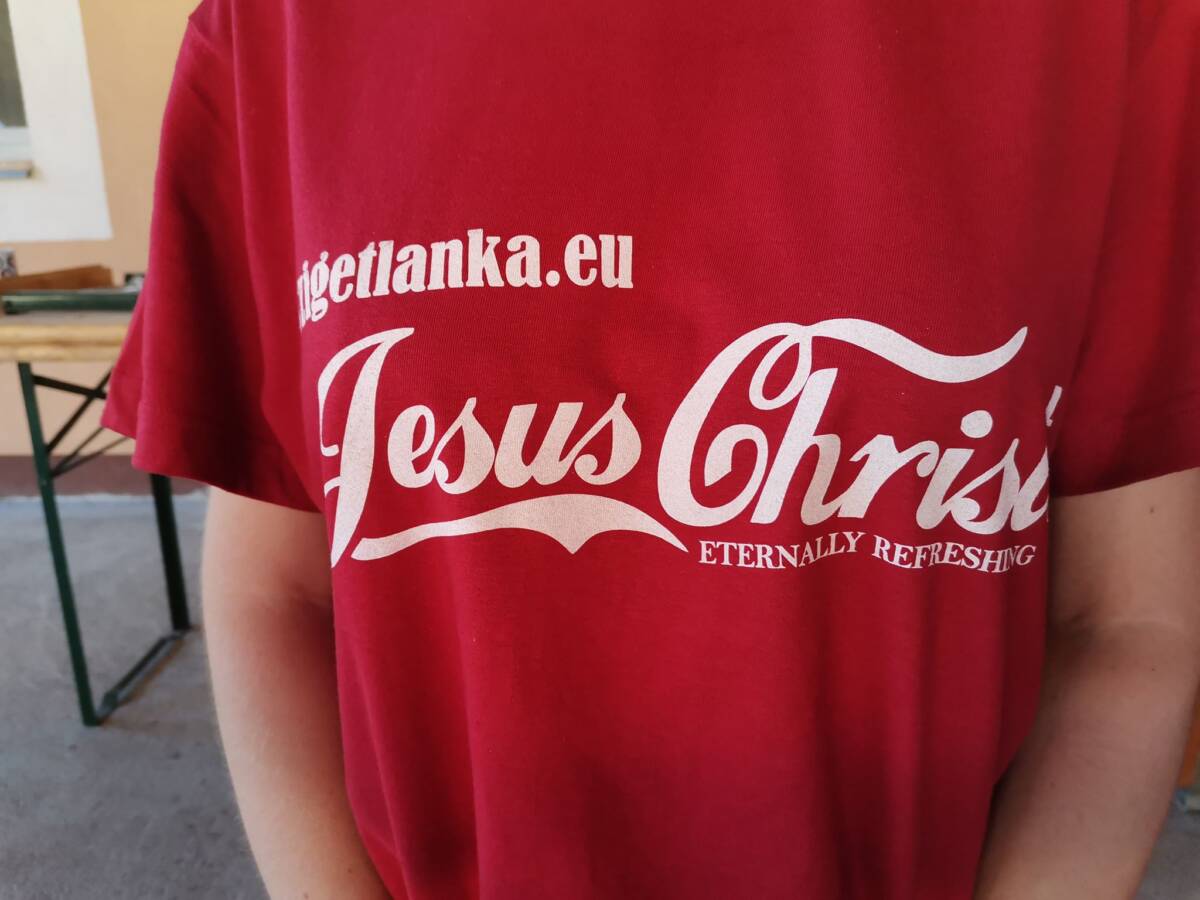 igetlanka.eu
Jesus Christ
ETERNALLY REFRESHING